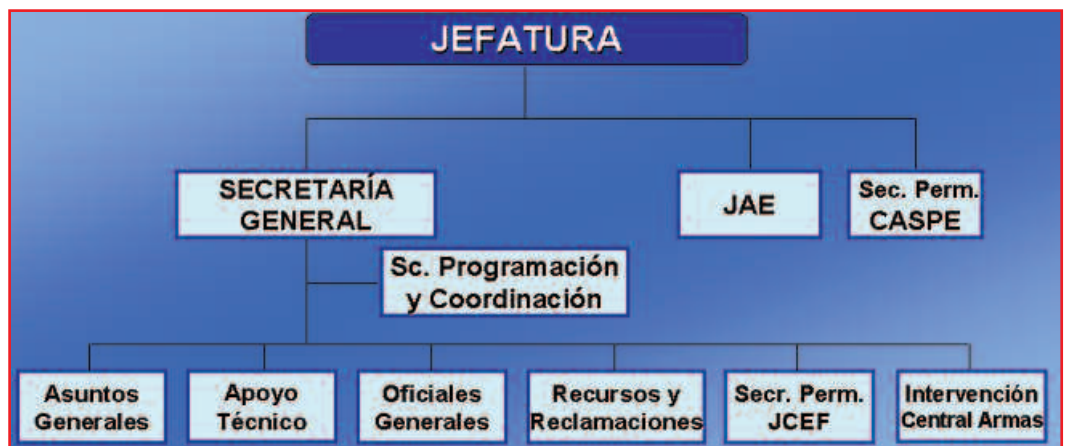 JEFATURA
SECRETARÍA
GENERAL
JAE
Sec. Perm.
CASPE
Sc. Programación
y Coordinación
Asuntos
Generales
Apoyo
Técnico
Oficiales
Generales
Recursos y
Reclamaciones
Secr. Perm.
JCEF
Intervención
Central Armas